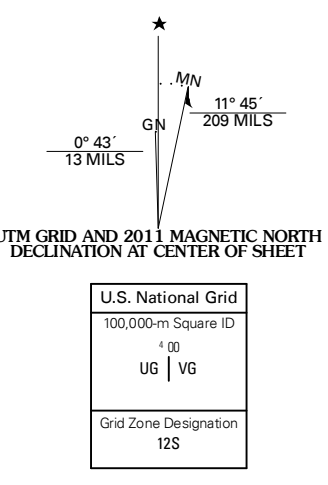 ★
MN
GN
11° 45´
209 MILS
0° 43´
13 MILS
UTM GRID AND 2011 MAGNETIC NORTH
DECLINATION AT CENTER OF SHEET
U.S. National Grid
100,000-m Square ID
4 00
UG | VG
Grid Zone Designation
12S